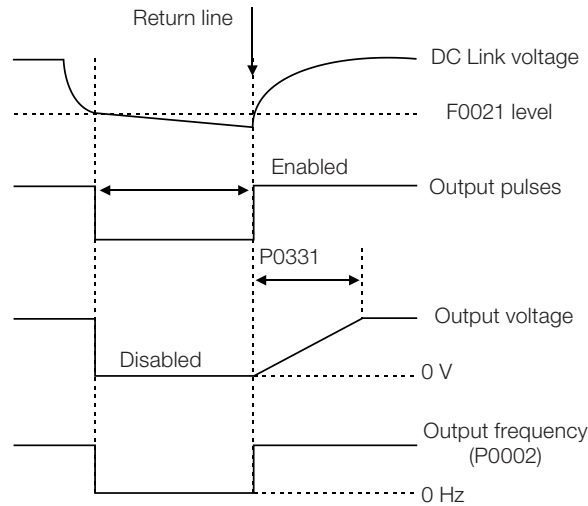 Return line
DC Link voltage
F0021 level
Enabled
Output pulses
P0331
Output voltage
Disabled
0 V
Output frequency
(P0002)
0 Hz